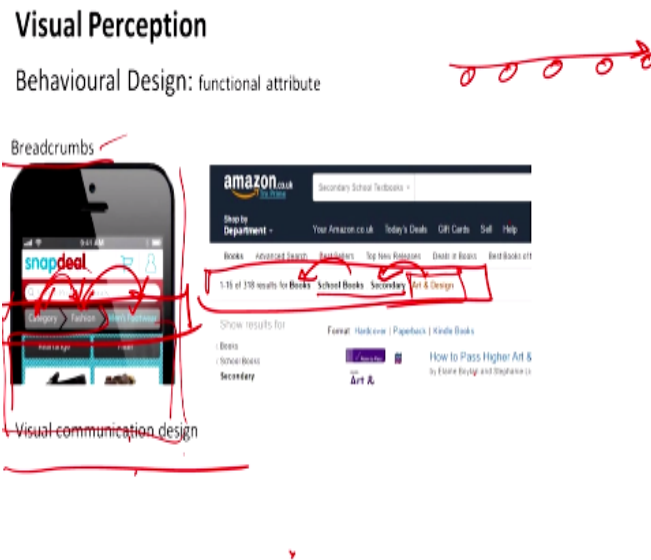 Visual Perception
Behavioural Design: functional attribute
Breadcrumbs
9:41 AM
snapdeal
Category Fashion
Visual communication design
amazon.co.uk
Secondary School Textbooks
Shop by
Department
Your Amazon.co.uk Today's Deals Gift Cards Sell Help
Books Advanced Search Best Sellers Top New Releases Deals in Books
1-16 of 318 results for Books School Books Secondary Art & Design
Show results for
Format Hardcover | Paperback | Kindle Books
Books
School Books
Secondary
How to Pass Higher Art &
Art &